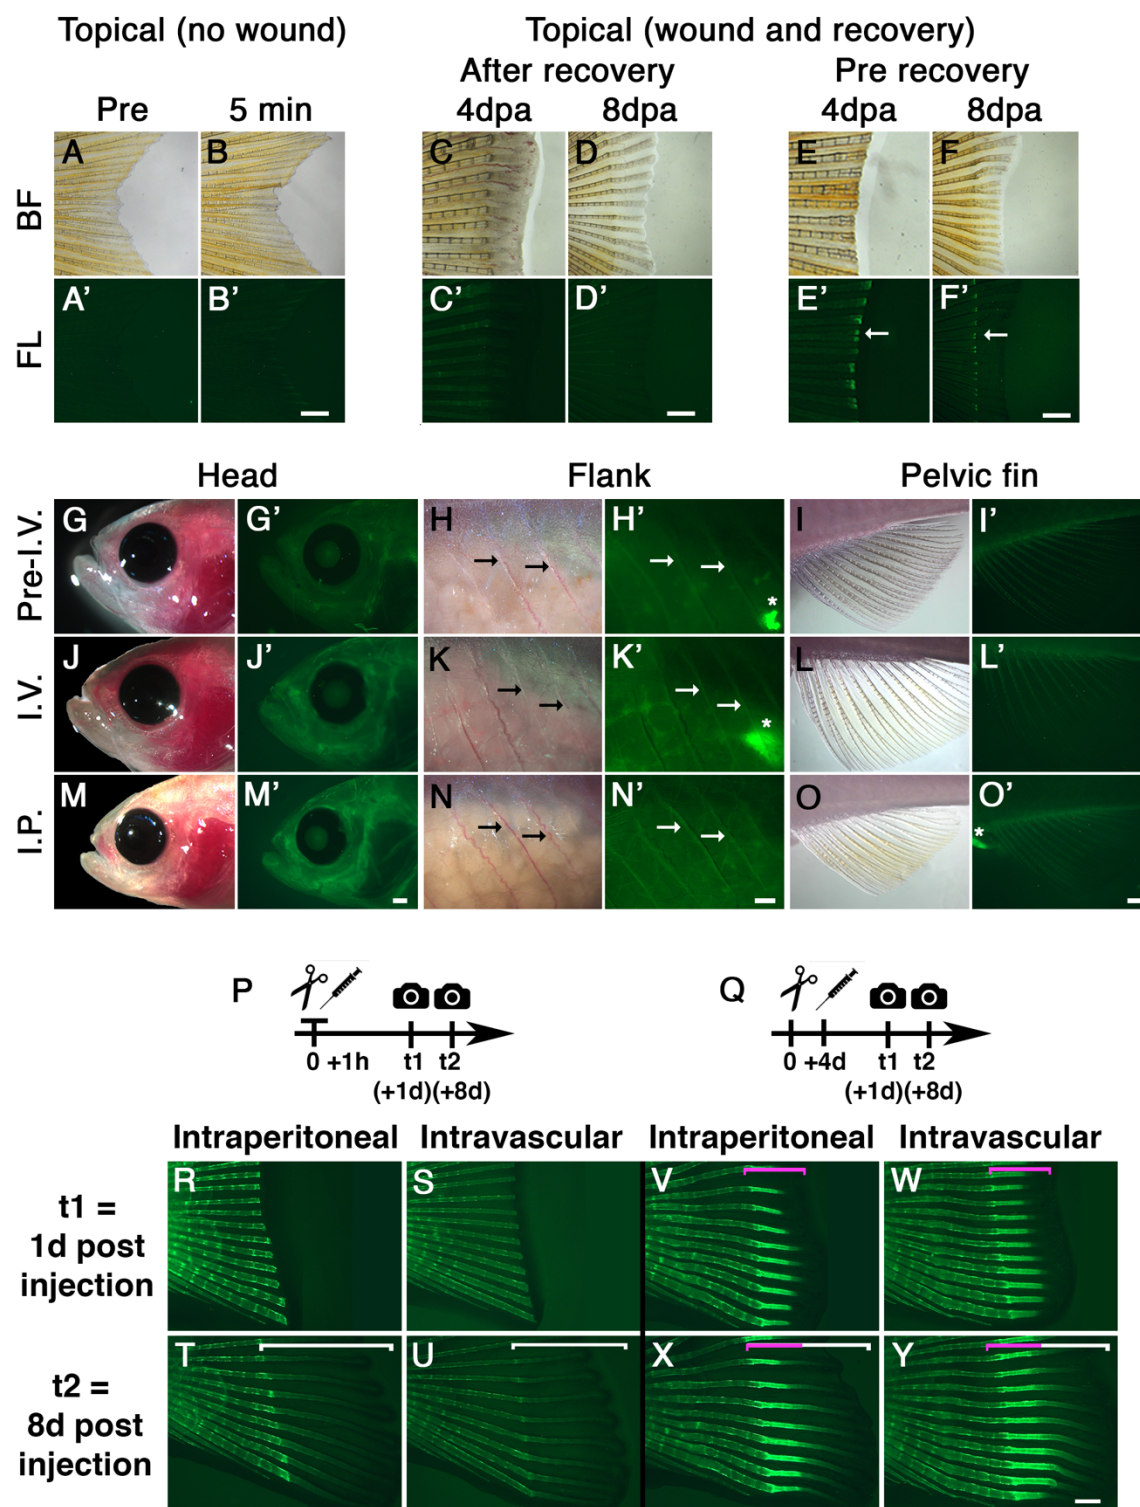 Topical (no wound)
Topical (wound and recovery)
After recovery
Pre recovery
Pre
5 min
4dpa
8dpa
4dpa
8dpa
BF
A
B
C
D
E
F
FL
A'
B'
C'
D'
E'
F'
Head
Flank
Pelvic fin
Pre-I.V.
G
G'
H
H'
*
I
I'
I.V.
J
J'
K
K'
*
L
L'
I.P.
M
M'
N
N'
O
O'
*
P
0 +1h t1 t2
(+1d)(+8d)
Q
0 +4d t1 t2
(+1d)(+8d)
Intraperitoneal
Intravascular
Intraperitoneal
Intravascular
t1 =
1d post
injection
R
S
V
W
t2 =
8d post
injection
T
U
X
Y